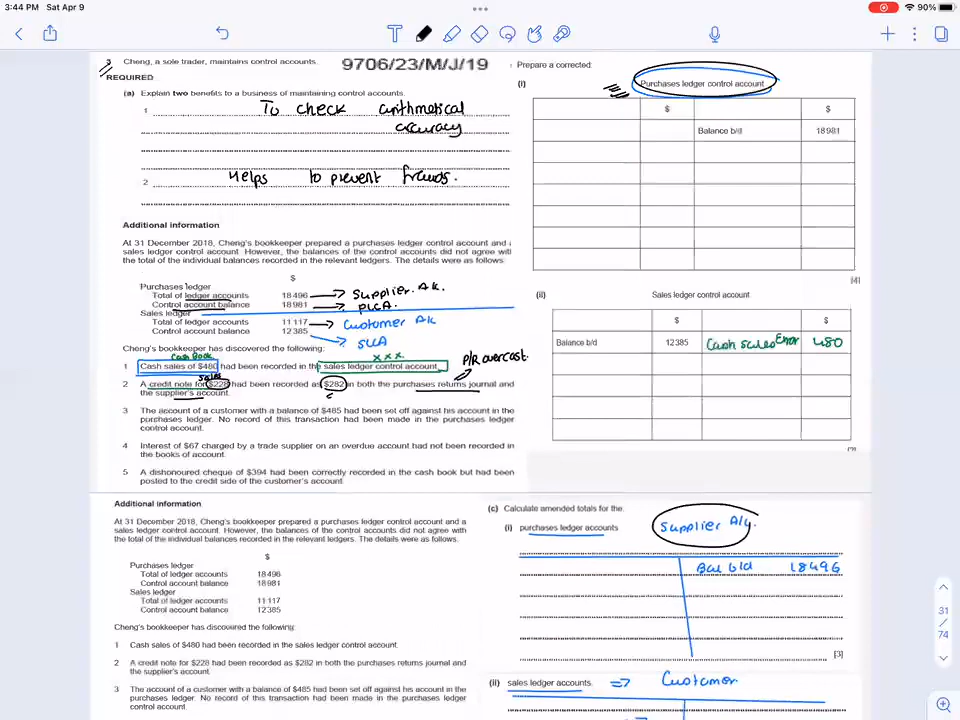 3:44 PM Sat Apr 9
90%
3 Cheng, a sole trader, maintains control accounts.
9706/23/M/J/19
REQUIRED
(a) Explain two benefits to a business of maintaining control accounts.
1 To check arithmetical
accuracy
2 Helps to prevent frauds.
Additional information
At 31 December 2018, Cheng's bookkeeper prepared a purchases ledger control account and
sales ledger control account. However, the balances of the control accounts did not agree with
the total of the individual balances recorded in the relevant ledgers. The details were as follows:
$
Purchases ledger
Total of ledger accounts 18 496 Supplier. Ak.
Control account balance 18 981 PLCA.
Sales ledger
Total of ledger accounts 11 117 Customer Ak
Control account balance 12 385 SLCA
Cheng's bookkeeper has discovered the following:
Cash Book x x x.
1 Cash sales of $480 had been recorded in the sales ledger control account.
P/R overcast.
2 A credit note for $228 had been recorded as $282 in both the purchases returns journal and
the supplier's account.
3 The account of a customer with a balance of $485 had been set off against his account in the
purchases ledger. No record of this transaction had been made in the purchases ledger
control account.
4 Interest of $67 charged by a trade supplier on an overdue account had not been recorded in
the books of account.
5 A dishonoured cheque of $394 had been correctly recorded in the cash book but had been
posted to the credit side of the customer's account.
Prepare a corrected:
(i) Purchases ledger control account
$ $
Balance b/d 18 981
[4]
(ii) Sales ledger control account
$ $
Balance b/d 12385 Cash sales Error 480
Additional information
At 31 December 2018, Cheng's bookkeeper prepared a purchases ledger control account and a
sales ledger control account. However, the balances of the control accounts did not agree with
the total of the individual balances recorded in the relevant ledgers. The details were as follows.
$
Purchases ledger
Total of ledger accounts 18 496
Control account balance 18 981
Sales ledger
Total of ledger accounts 11 117
Control account balance 12 385
Cheng's bookkeeper has discovered the following:
1 Cash sales of $480 had been recorded in the sales ledger control account.
2 A credit note for $228 had been recorded as $282 in both the purchases returns journal and
the supplier's account.
3 The account of a customer with a balance of $485 had been set off against his account in the
purchases ledger. No record of this transaction had been made in the purchases ledger
control account.
(c) Calculate amended totals for the.
(i) purchases ledger accounts Supplier A/y.
Bal b/d 18496
[3]
(ii) sales ledger accounts. => Customer
31
/
74